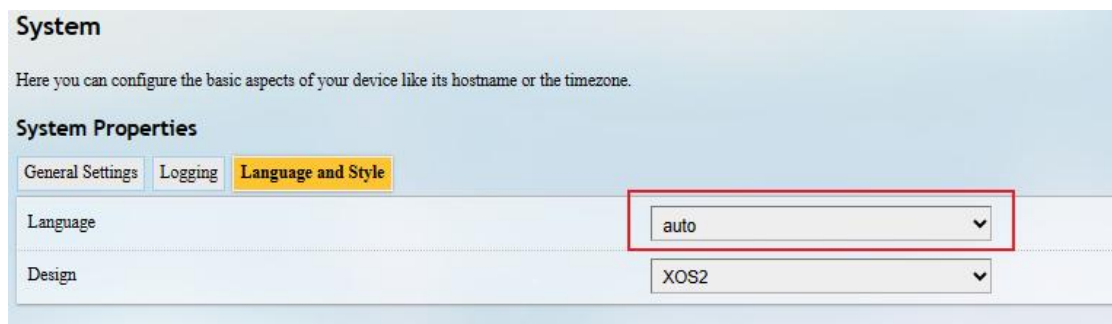 System
Here you can configure the basic aspects of your device like its hostname or the timezone.
System Properties
General Settings Logging Language and Style
Language auto
Design XOS2